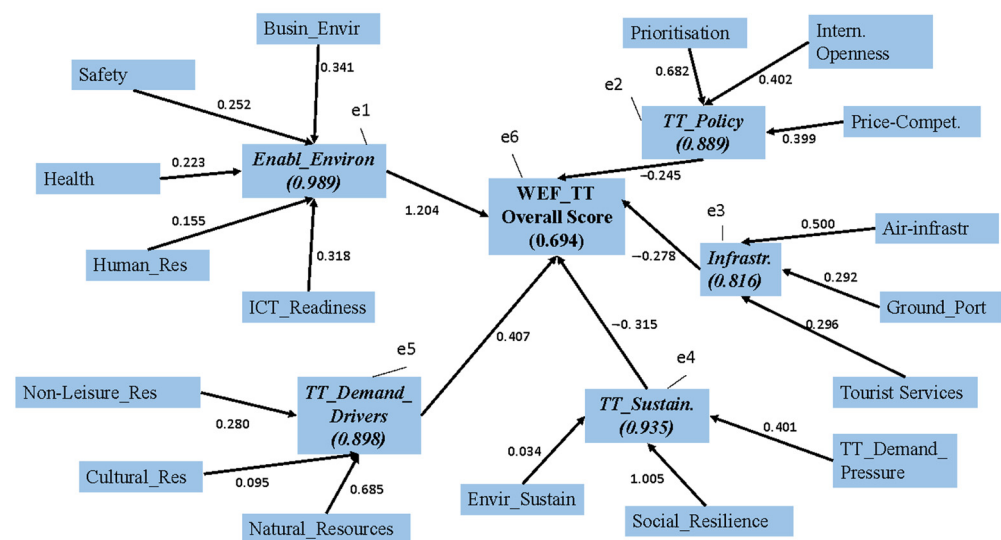 Busin_Envir
Prioritisation
Intern.
Openness
Safety
0.341
0.682
0.402
0.252
e1
e2
TT_Policy
(0.889)
Price-Compet.
0.399
Health
0.223
Enabl_Environ
(0.989)
e6
−0.245
WEF_TT
Overall Score
(0.694)
1.204
0.155
Human_Res
0.318
ICT_Readiness
e3
0.500
Air-infrastr
−0.278
Infrastr.
(0.816)
0.292
Ground_Port
0.296
Tourist Services
0.407
−0.315
e5
e4
Non-Leisure_Res
0.280
TT_Demand_
Drivers
(0.898)
TT_Sustain.
(0.935)
0.401
TT_Demand_
Pressure
Cultural_Res
0.095
0.685
Natural_Resources
0.034
Envir_Sustain
1.005
Social_Resilience